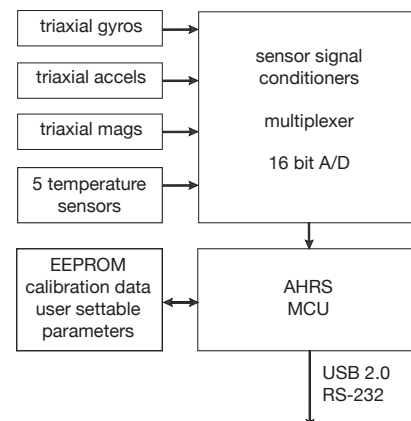 triaxial gyros
triaxial accels
triaxial mags
5 temperature
sensors
sensor signal
conditioners
multiplexer
16 bit A/D
EEPROM
calibration data
user settable
parameters
AHRS
MCU
USB 2.0
RS-232